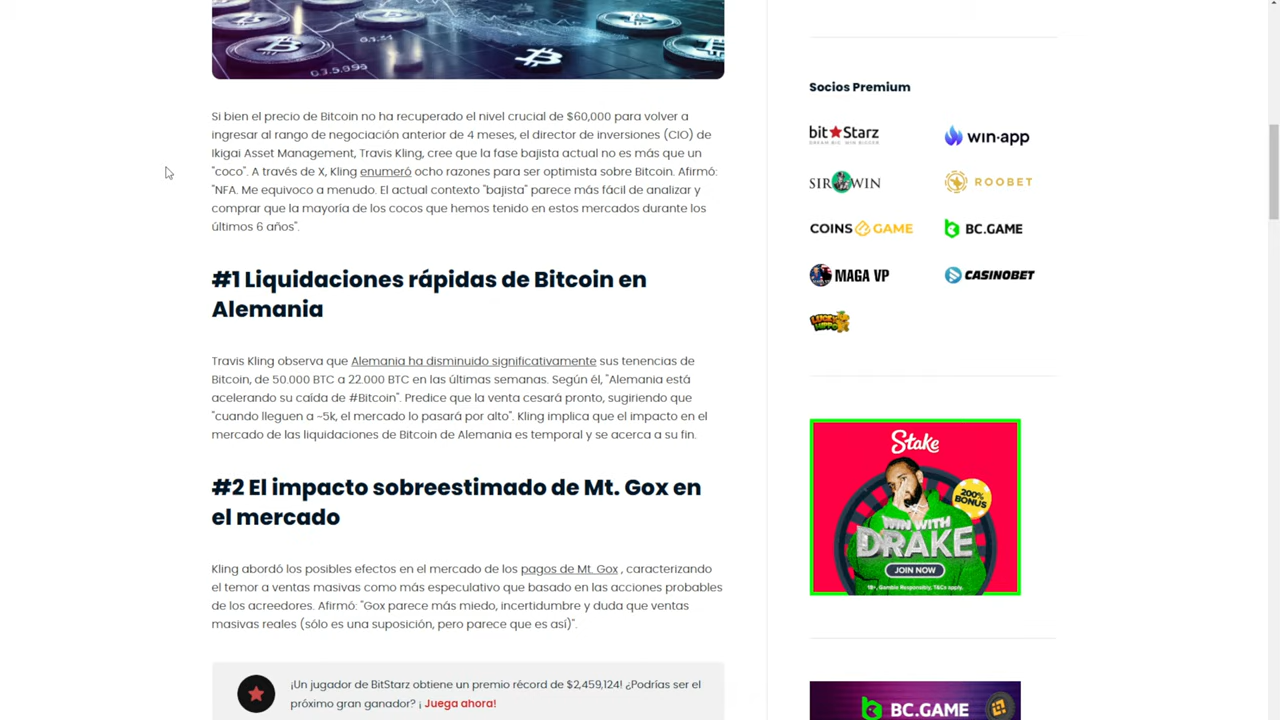 Si bien el precio de Bitcoin no ha recuperado el nivel crucial de $60,000 para volver a
ingresar al rango de negociación anterior de 4 meses, el director de inversiones (CIO) de
Ikigai Asset Management, Travis Kling, cree que la fase bajista actual no es más que un
"coco". A través de X, Kling enumeró ocho razones para ser optimista sobre Bitcoin. Afirmó:
"NFA. Me equivoco a menudo. El actual contexto "bajista" parece más fácil de analizar y
comprar que la mayoría de los cocos que hemos tenido en estos mercados durante los
últimos 6 años".
#1 Liquidaciones rápidas de Bitcoin en
Alemania
Travis Kling observa que Alemania ha disminuido significativamente sus tenencias de
Bitcoin, de 50.000 BTC a 22.000 BTC en las últimas semanas. Según él, "Alemania está
acelerando su caída de #Bitcoin". Predice que la venta cesará pronto, sugiriendo que
"cuando lleguen a ~5k, el mercado lo pasará por alto". Kling implica que el impacto en el
mercado de las liquidaciones de Bitcoin de Alemania es temporal y se acerca a su fin.
#2 El impacto sobreestimado de Mt. Gox en
el mercado
Kling abordó los posibles efectos en el mercado de los pagos de Mt. Gox , caracterizando
el temor a ventas masivas como más especulativo que basado en las acciones probables
de los acreedores. Afirmó: "Gox parece más miedo, incertidumbre y duda que ventas
masivas reales (sólo es una suposición, pero parece que es así)".
¡Un jugador de BitStarz obtiene un premio récord de $2,459,124! ¿Podrías ser el
próximo gran ganador? ¡ Juega ahora!
Socios Premium
bitStarz
DREAM BIG. WIN BIGGER
win·app
SIRWIN
ROOBET
COINS GAME
BC.GAME
MAGA VP
CASINOBET
Stake
200%
BONUS
WIN WITH
DRAKE
JOIN NOW
18+, Gamble Responsibly, T&Cs apply.
BC.GAME